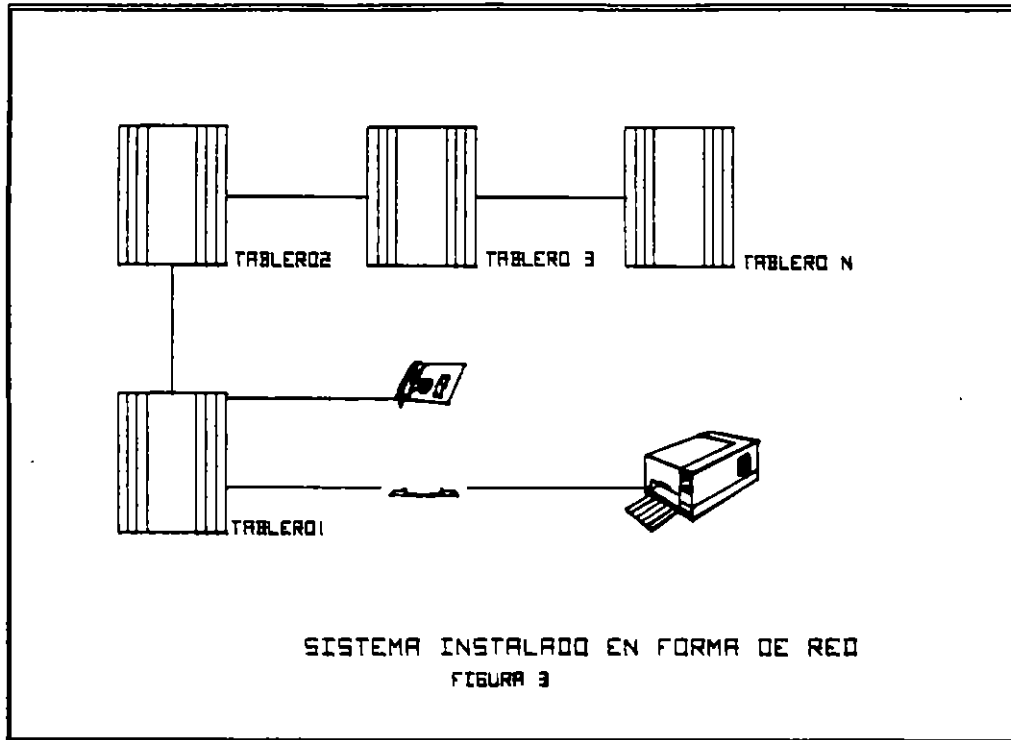 TABLERO2
TABLERO 3
TABLERO N
TABLERO1
SISTEMA INSTALADO EN FORMA DE RED
FIGURA 3